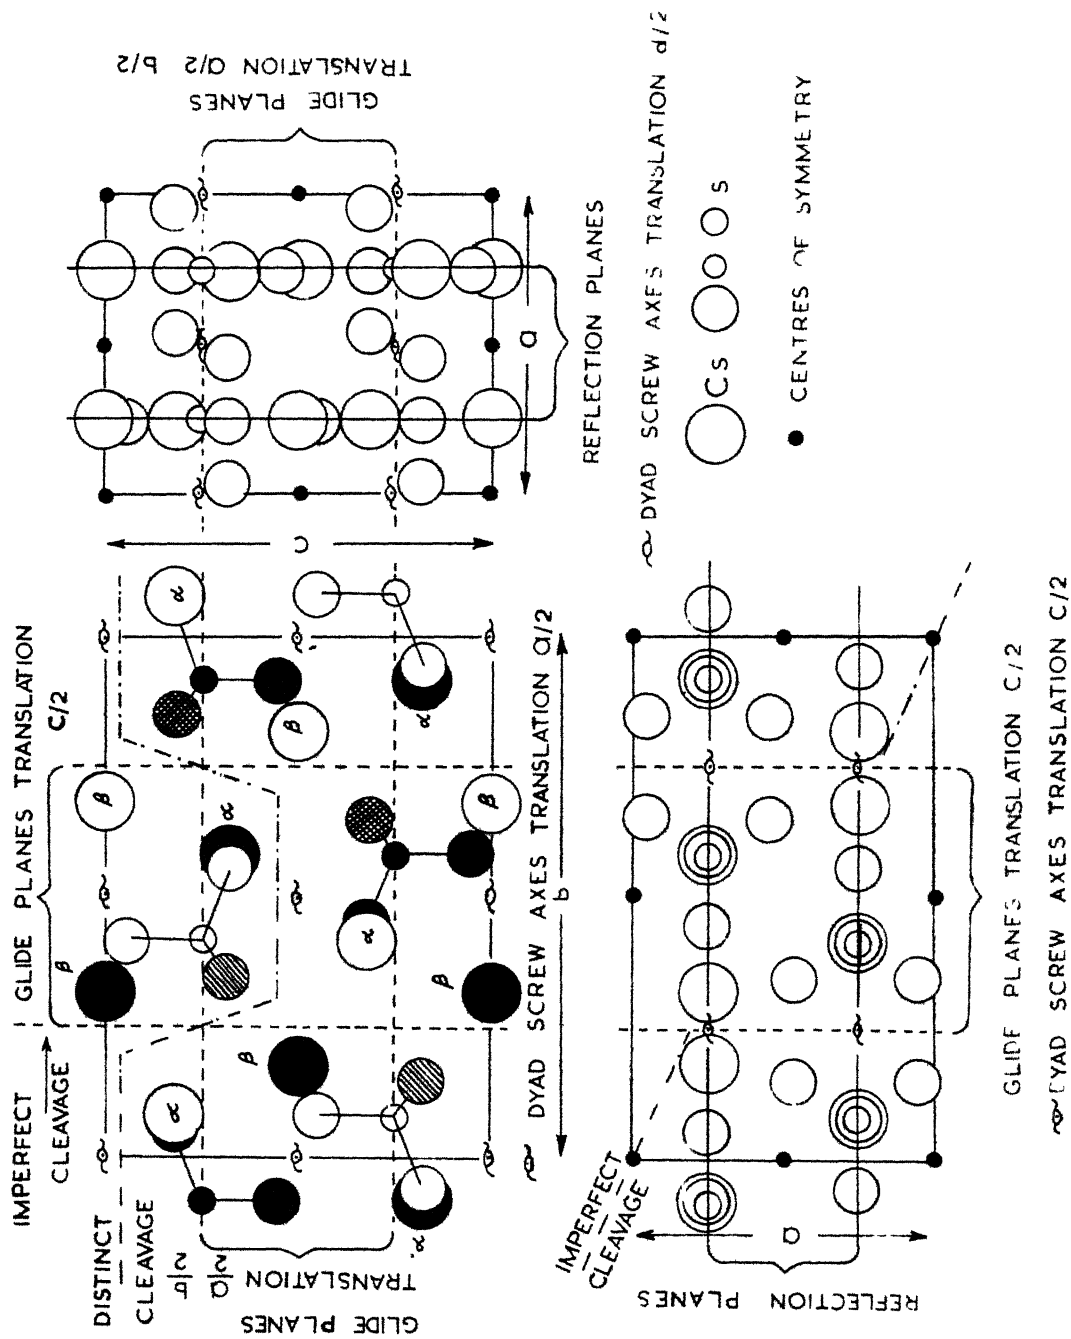 GLIDE PLANES
TRANSLATION a/2 b/2
REFLECTION PLANES
a
DYAD SCREW AXES TRANSLATION a/2
Cs
S
CENTRES OF SYMMETRY
c
IMPERFECT
CLEAVAGE
GLIDE PLANES TRANSLATION
C/2
DISTINCT
CLEAVAGE
GLIDE PLANES
TRANSLATION a/2 b/2
α
β
β
β
α
α
β
α
β
α
α
β
DYAD SCREW AXES TRANSLATION a/2
b
IMPERFECT
CLEAVAGE
REFLECTION PLANES
a
GLIDE PLANES TRANSLATION C/2
DYAD SCREW AXES TRANSLATION C/2